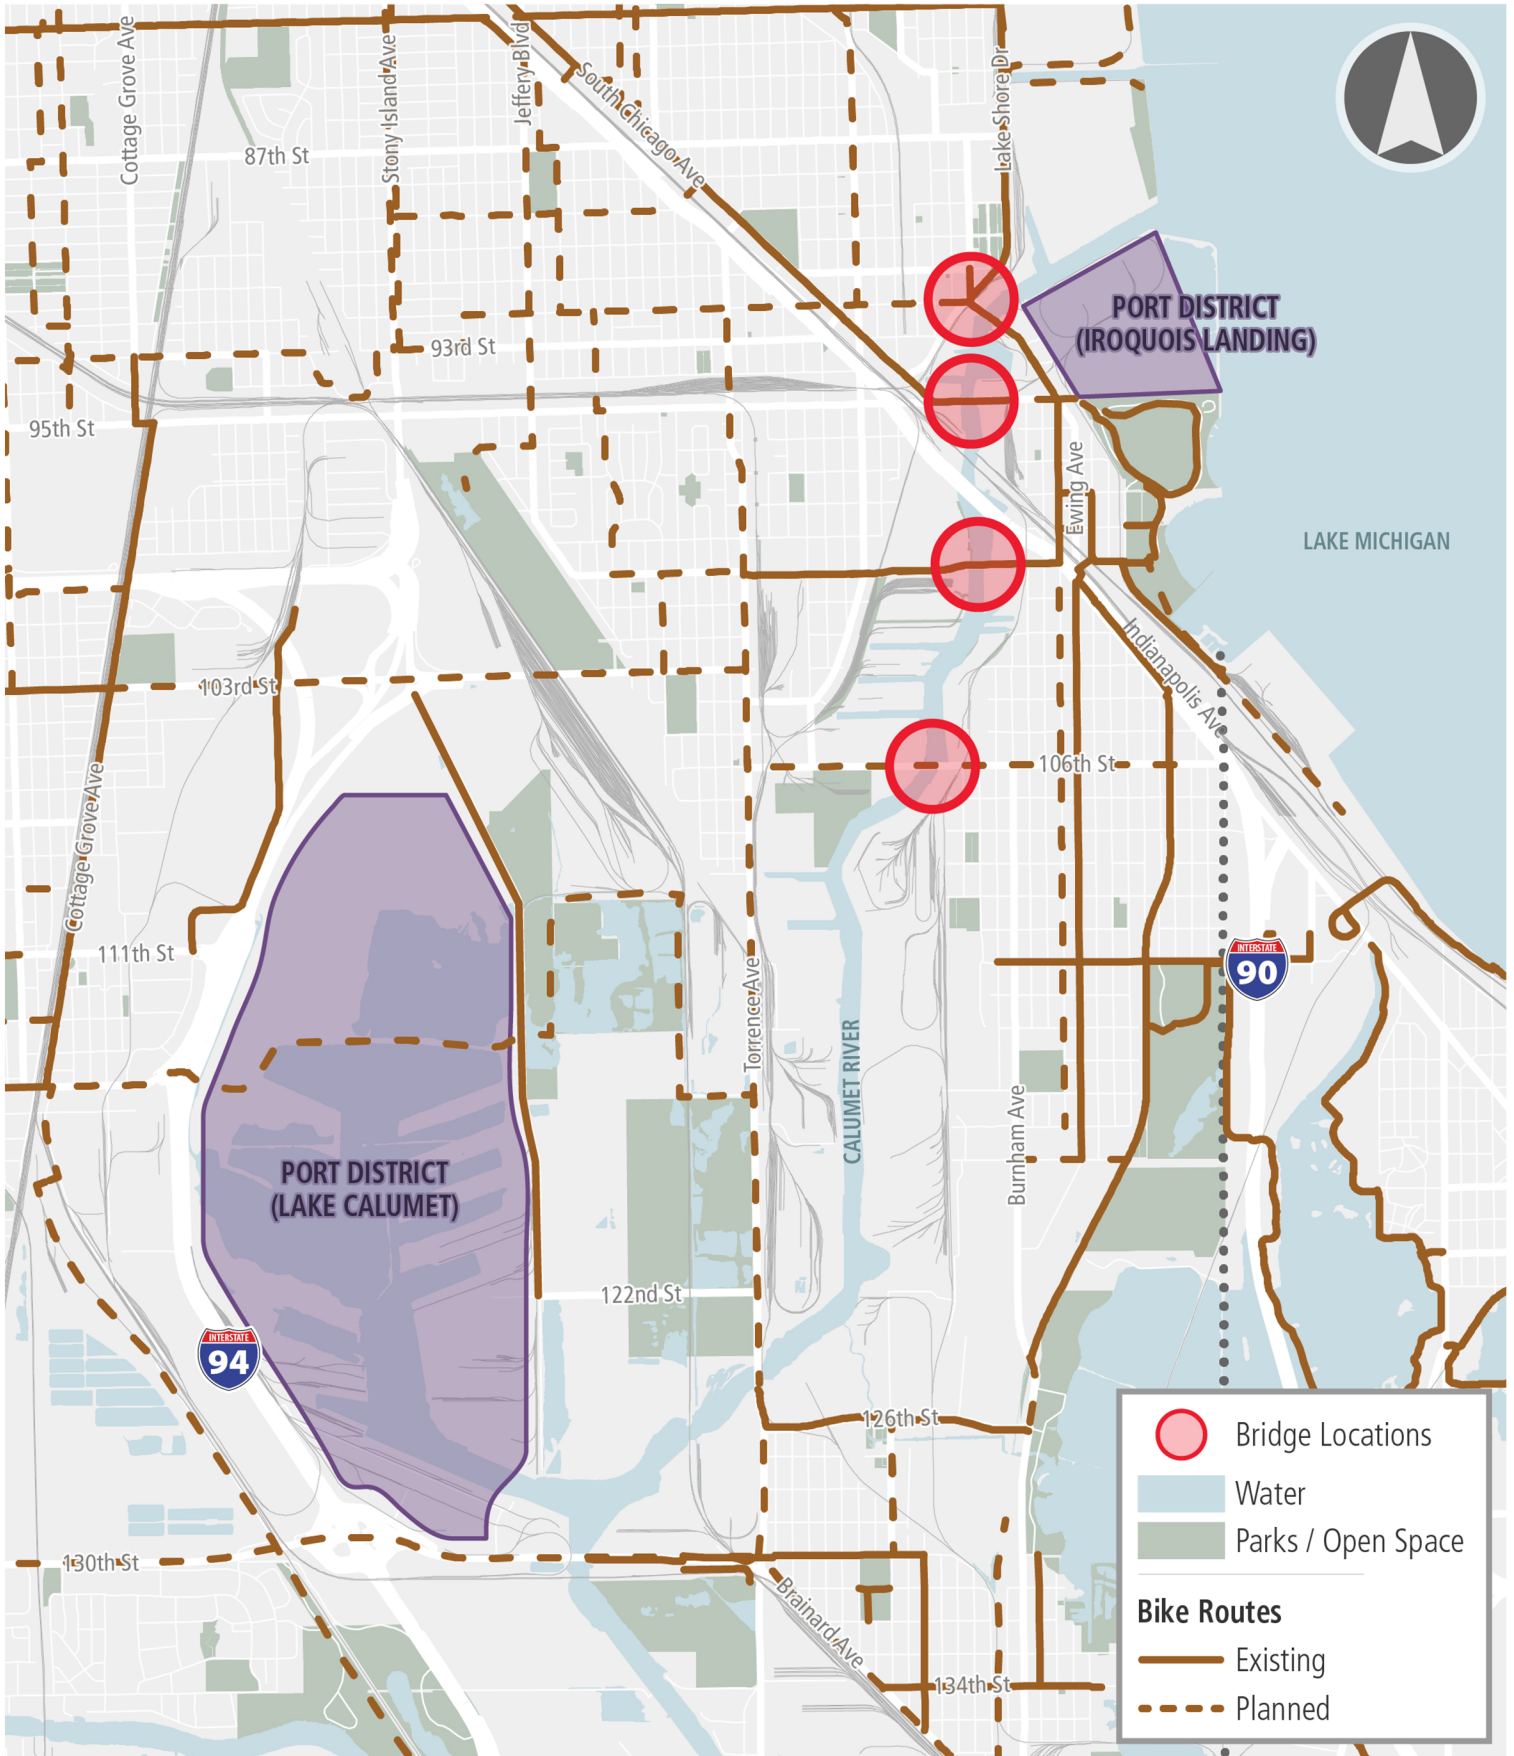 Cottage Grove Ave
Stony Island Ave
Jeffery Blvd
South Chicago Ave
Lake Shore Dr
87th St
PORT DISTRICT
(IROQUOIS LANDING)
93rd St
95th St
Ewing Ave
LAKE MICHIGAN
Indianapolis Ave
103rd St
106th St
Cottage Grove Ave
111th St
INTERSTATE
90
Torrence Ave
CALUMET RIVER
Burnham Ave
PORT DISTRICT
(LAKE CALUMET)
122nd St
INTERSTATE
94
126th St
130th St
Brainard Ave
134th St
Bridge Locations
Water
Parks / Open Space
Bike Routes
Existing
Planned